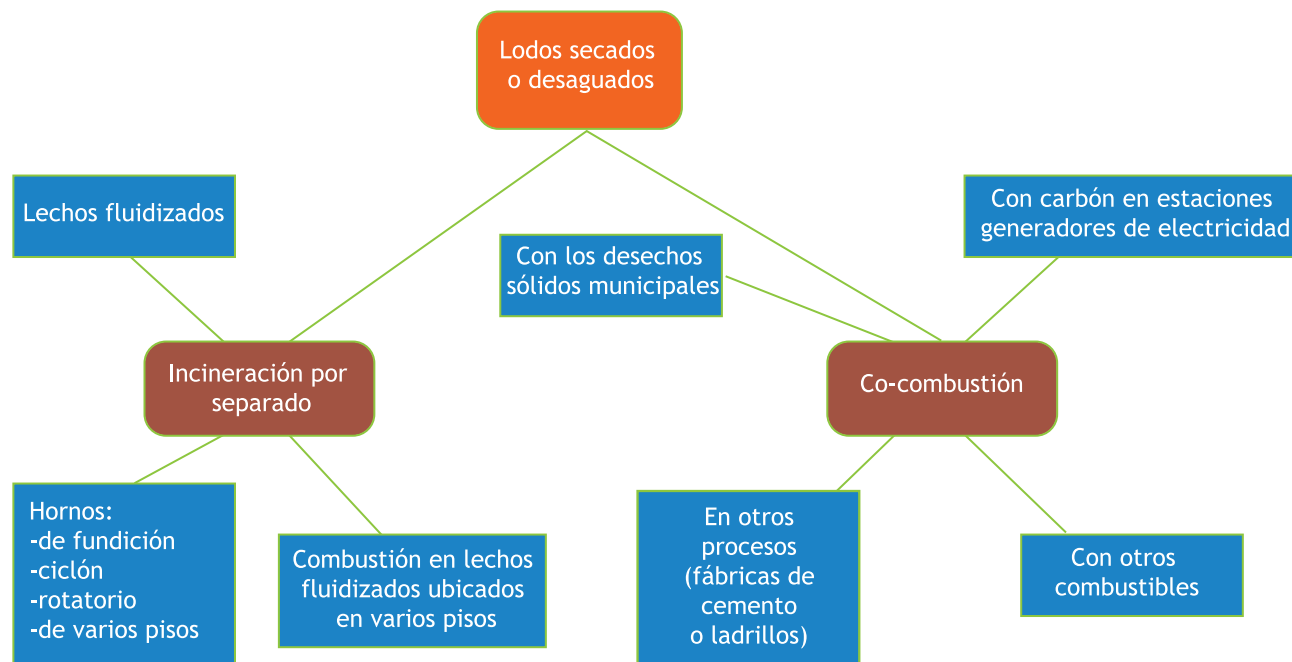 Lodos secados
o desaguados
Lechos fluidizados
Con carbón en estaciones
generadores de electricidad
Con los desechos
sólidos municipales
Incineración por
separado
Co-combustión
Hornos:
-de fundición
-ciclón
-rotatorio
-de varios pisos
Combustión en lechos
fluidizados ubicados
en varios pisos
En otros
procesos
(fábricas de
cemento
o ladrillos)
Con otros
combustibles